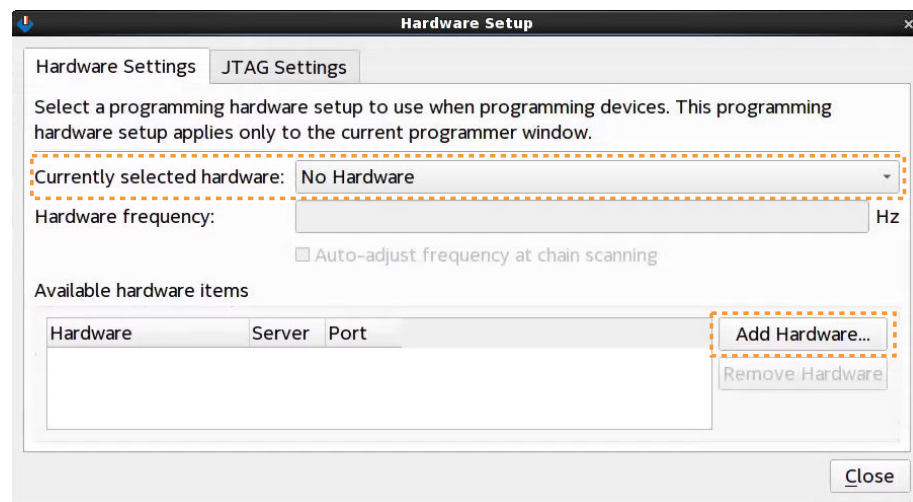 Hardware Setup
Hardware Settings JTAG Settings
Select a programming hardware setup to use when programming devices. This programming
hardware setup applies only to the current programmer window.
Currently selected hardware: No Hardware
Hardware frequency: Hz
Auto-adjust frequency at chain scanning
Available hardware items
Hardware Server Port
Add Hardware...
Remove Hardware
Close